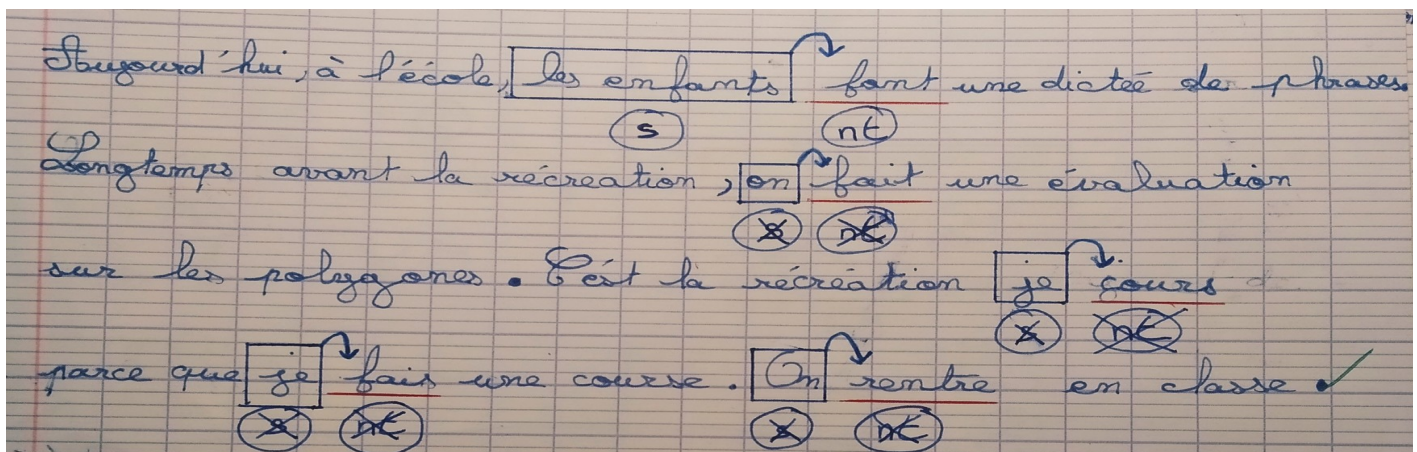 Aujourd'hui, à l'école, les enfants font une dictée de phrases.
s nt
Longtemps avant la récréation, on fait une évaluation
s nt
sur les polygones. C'est la récréation je cours
s nt
parce que je fais une course. On rentre en classe.
s nt s nt